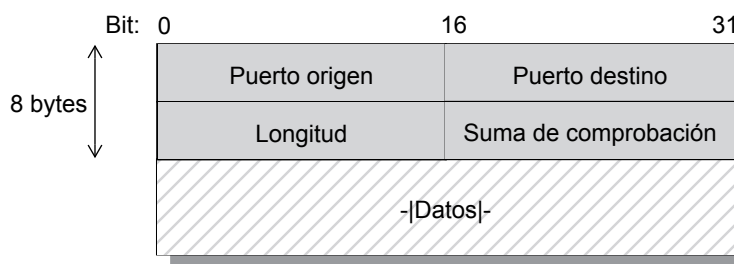 Bit: 0 16 31
Puerto origen Puerto destino
8 bytes
Longitud Suma de comprobación
-|Datos|-